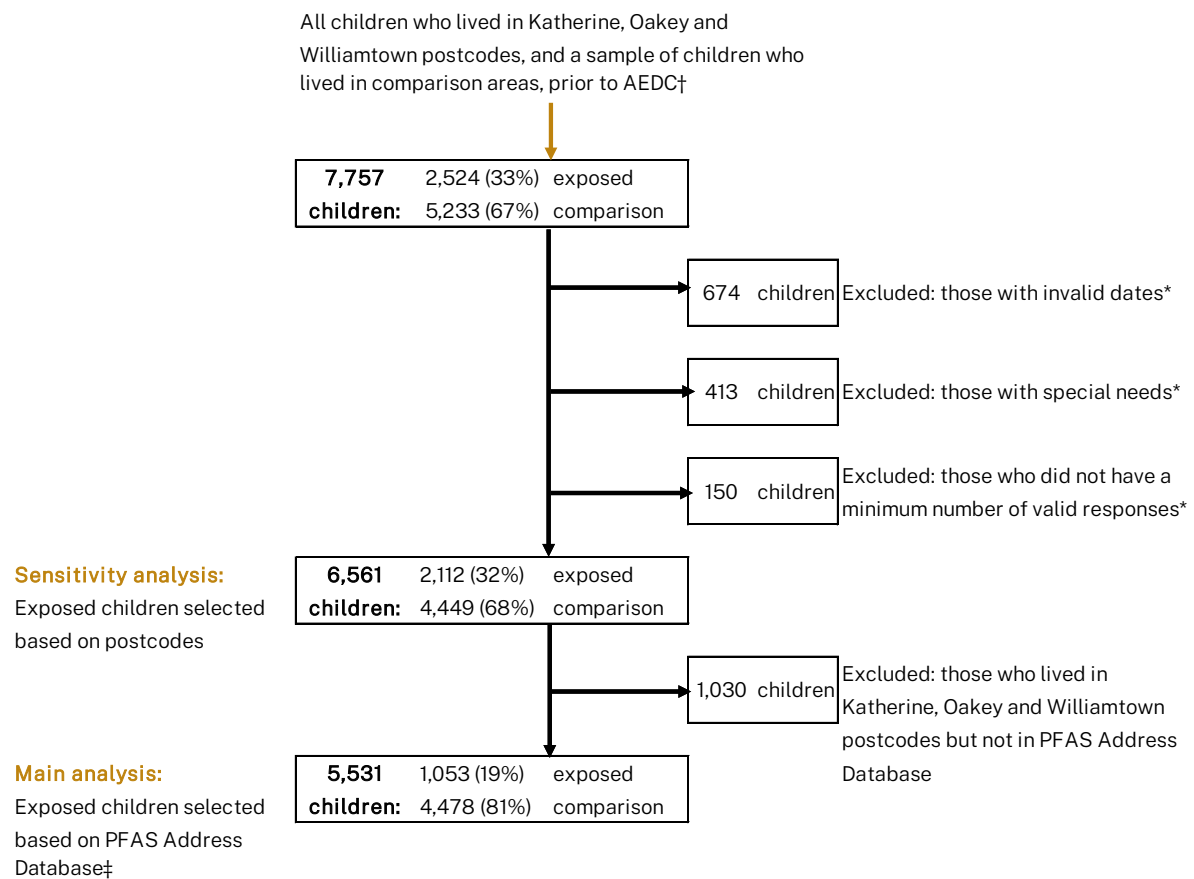 All children who lived in Katherine, Oakey and
Williamtown postcodes, and a sample of children who
lived in comparison areas, prior to AEDC†
7,757 2,524 (33%) exposed
children: 5,233 (67%) comparison
674 children Excluded: those with invalid dates*
413 children Excluded: those with special needs*
150 children
Excluded: those who did not have a
minimum number of valid responses*
Sensitivity analysis:
Exposed children selected
based on postcodes
6,561 2,112 (32%) exposed
children: 4,449 (68%) comparison
1,030 children
Excluded: those who lived in
Katherine, Oakey and Williamtown
postcodes but not in PFAS Address
Database
Main analysis:
Exposed children selected
based on PFAS Address
Database‡
5,531 1,053 (19%) exposed
children: 4,478 (81%) comparison